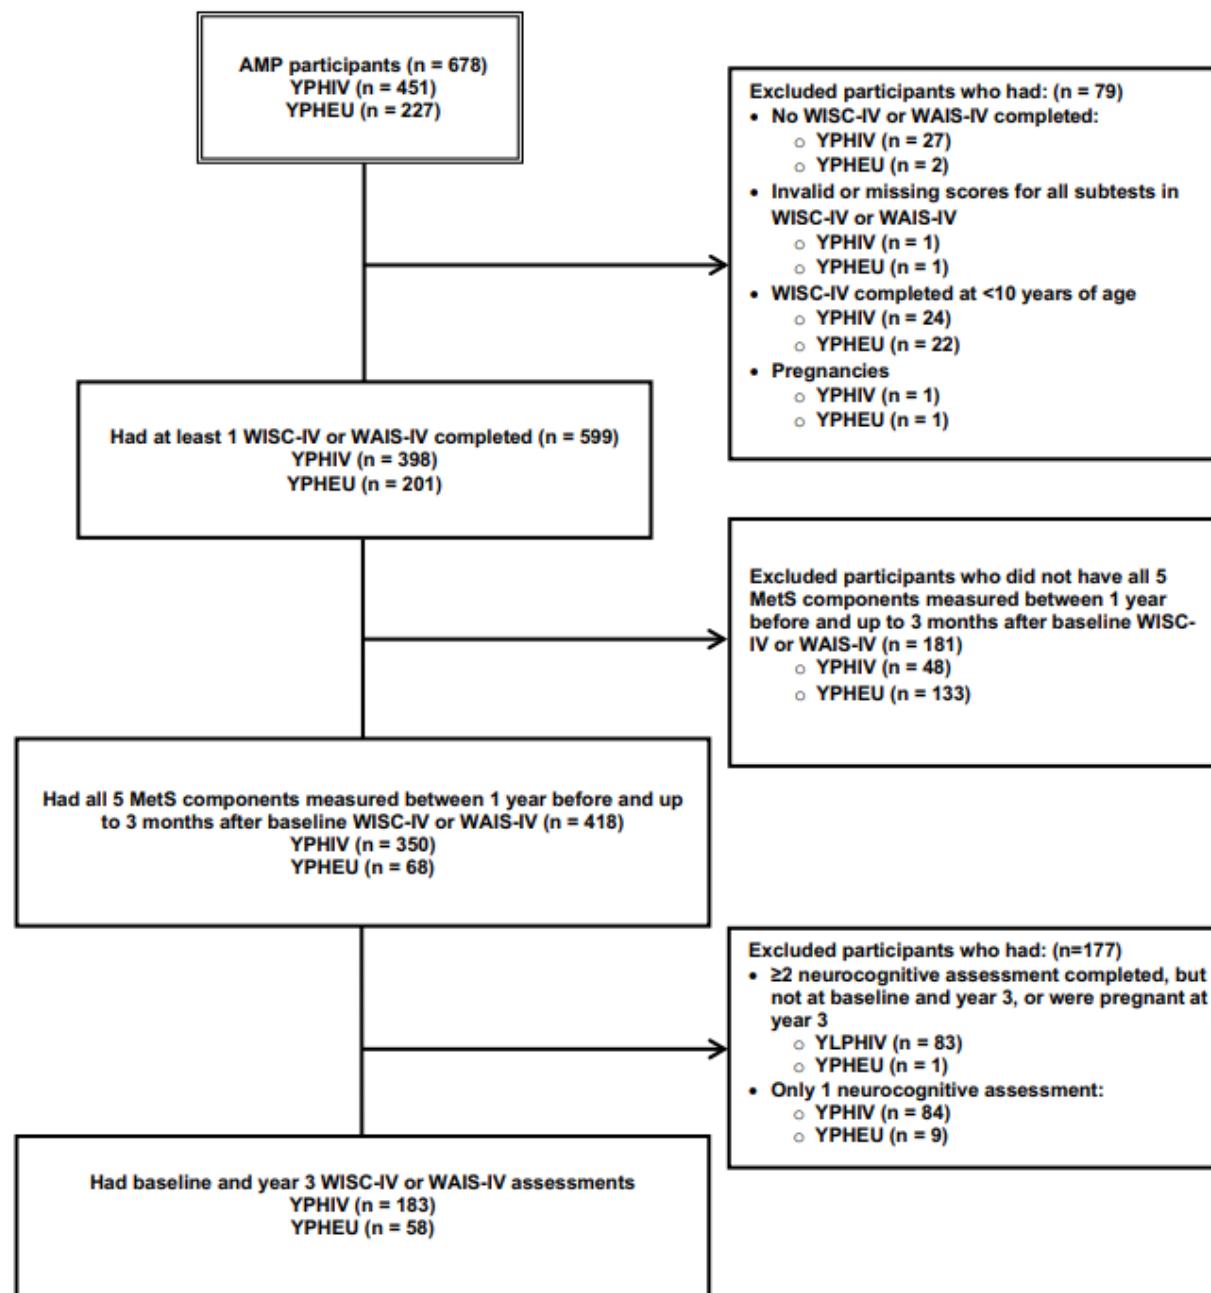 AMP participants (n = 678)
YPHIV (n = 451)
YPHEU (n = 227)
Excluded participants who had: (n = 79)
• No WISC-IV or WAIS-IV completed:
○ YPHIV (n = 27)
○ YPHEU (n = 2)
• Invalid or missing scores for all subtests in
WISC-IV or WAIS-IV
○ YPHIV (n = 1)
○ YPHEU (n = 1)
• WISC-IV completed at <10 years of age
○ YPHIV (n = 24)
○ YPHEU (n = 22)
• Pregnancies
○ YPHIV (n = 1)
○ YPHEU (n = 1)
Had at least 1 WISC-IV or WAIS-IV completed (n = 599)
YPHIV (n = 398)
YPHEU (n = 201)
Excluded participants who did not have all 5
MetS components measured between 1 year
before and up to 3 months after baseline WISC-
IV or WAIS-IV (n = 181)
○ YPHIV (n = 48)
○ YPHEU (n = 133)
Had all 5 MetS components measured between 1 year before and up
to 3 months after baseline WISC-IV or WAIS-IV (n = 418)
YPHIV (n = 350)
YPHEU (n = 68)
Excluded participants who had: (n=177)
• ≥2 neurocognitive assessment completed, but
not at baseline and year 3, or were pregnant at
year 3
○ YLPHIV (n = 83)
○ YPHEU (n = 1)
• Only 1 neurocognitive assessment:
○ YPHIV (n = 84)
○ YPHEU (n = 9)
Had baseline and year 3 WISC-IV or WAIS-IV assessments
YPHIV (n = 183)
YPHEU (n = 58)